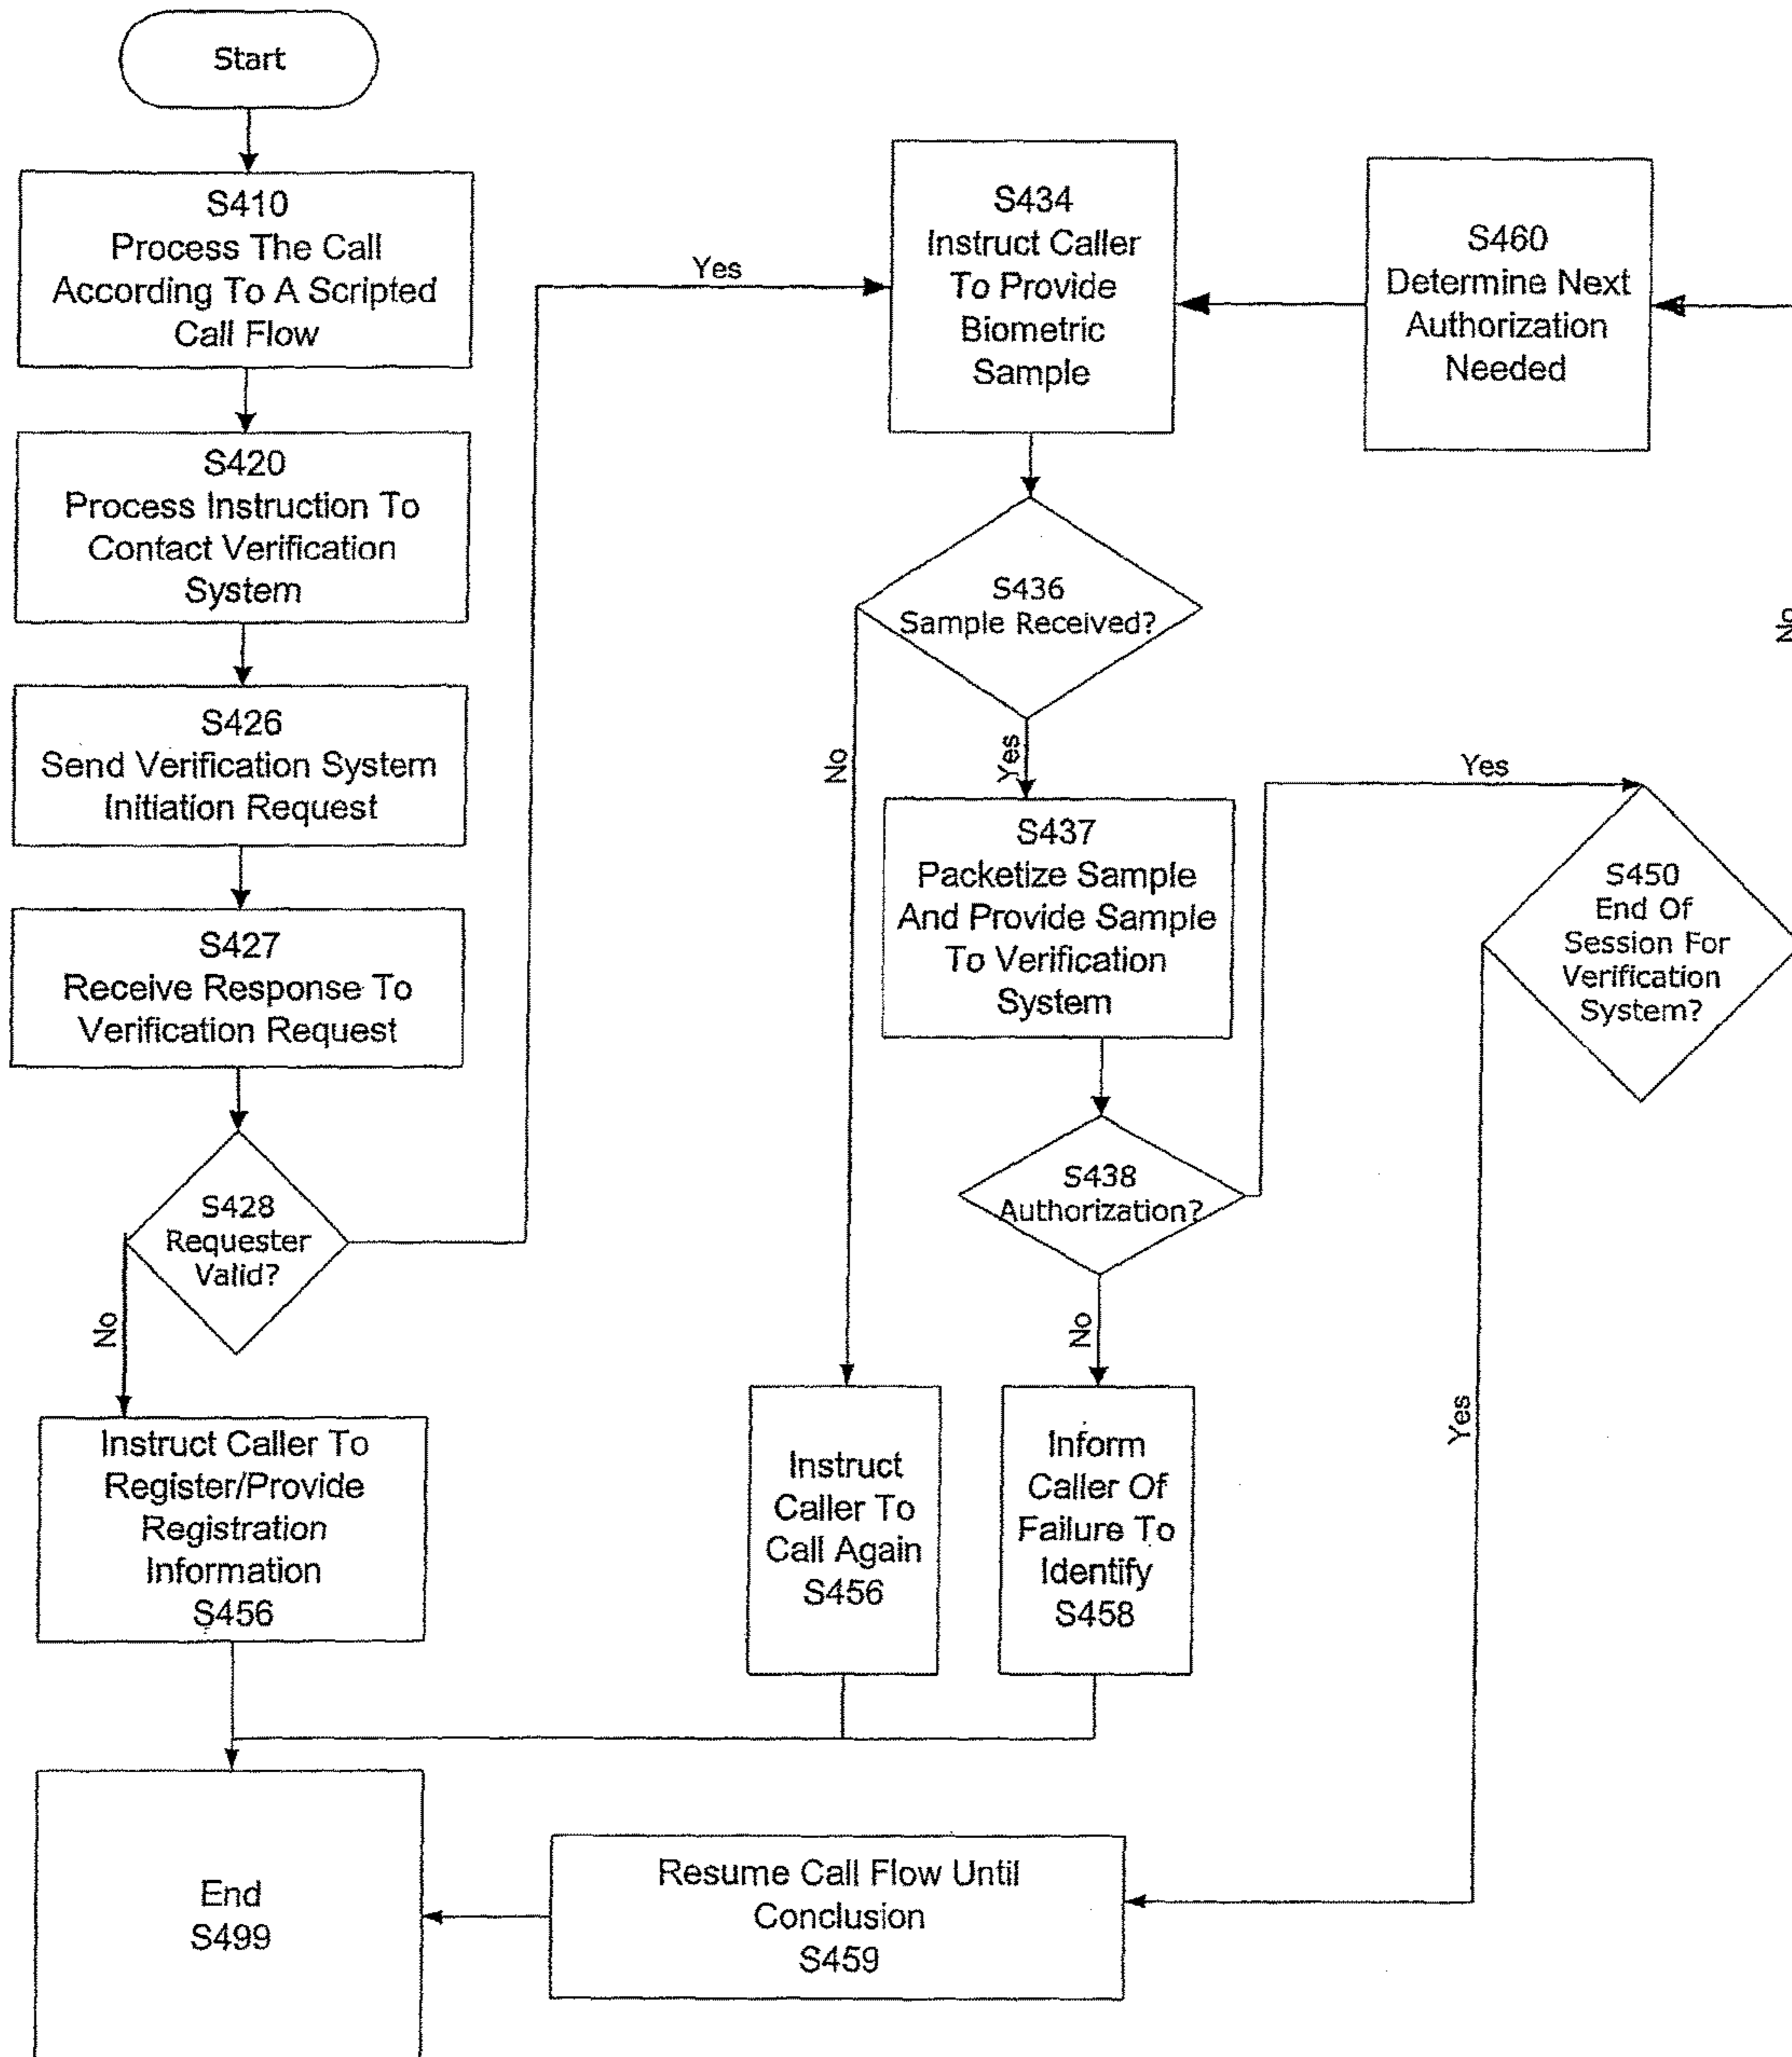 Start
S410
Process The Call
According To A Scripted
Call Flow
S420
Process Instruction To
Contact Verification
System
S426
Send Verification System
Initiation Request
S427
Receive Response To
Verification Request
S428
Requester
Valid?
No
Yes
Instruct Caller To
Register/Provide
Registration
Information
S456
S434
Instruct Caller
To Provide
Biometric
Sample
S460
Determine Next
Authorization
Needed
S436
Sample Received?
No
Yes
S437
Packetize Sample
And Provide Sample
To Verification
System
S438
Authorization?
Yes
No
S450
End Of
Session For
Verification
System?
No
Yes
Instruct
Caller To
Call Again
S456
Inform
Caller Of
Failure To
Identify
S458
Resume Call Flow Until
Conclusion
S459
End
S499